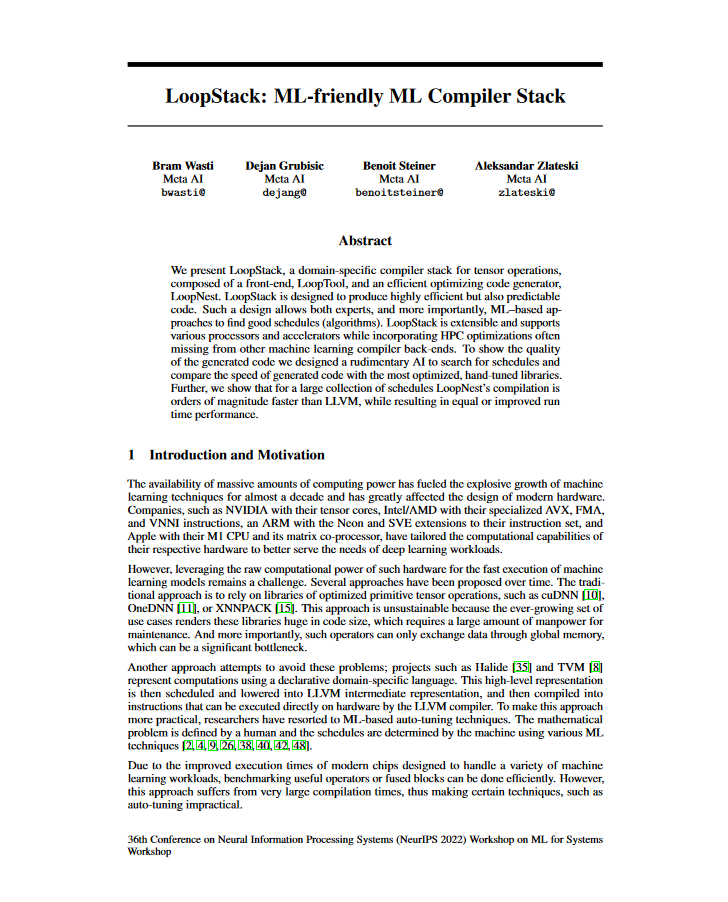 LoopStack: ML-friendly ML Compiler Stack
Bram Wasti
Meta AI
bwasti@
Dejan Grubisic
Meta AI
dejang@
Benoit Steiner
Meta AI
benoitsteiner@
Aleksandar Zlateski
Meta AI
zlateski@
Abstract
We present LoopStack, a domain-specific compiler stack for tensor operations,
composed of a front-end, LoopTool, and an efficient optimizing code generator,
LoopNest. LoopStack is designed to produce highly efficient but also predictable
code. Such a design allows both experts, and more importantly, ML–based ap-
proaches to find good schedules (algorithms). LoopStack is extensible and supports
various processors and accelerators while incorporating HPC optimizations often
missing from other machine learning compiler back-ends. To show the quality
of the generated code we designed a rudimentary AI to search for schedules and
compare the speed of generated code with the most optimized, hand-tuned libraries.
Further, we show that for a large collection of schedules LoopNest's compilation is
orders of magnitude faster than LLVM, while resulting in equal or improved run
time performance.
1 Introduction and Motivation
The availability of massive amounts of computing power has fueled the explosive growth of machine
learning techniques for almost a decade and has greatly affected the design of modern hardware.
Companies, such as NVIDIA with their tensor cores, Intel/AMD with their specialized AVX, FMA,
and VNNI instructions, an ARM with the Neon and SVE extensions to their instruction set, and
Apple with their M1 CPU and its matrix co-processor, have tailored the computational capabilities of
their respective hardware to better serve the needs of deep learning workloads.
However, leveraging the raw computational power of such hardware for the fast execution of machine
learning models remains a challenge. Several approaches have been proposed over time. The tradi-
tional approach is to rely on libraries of optimized primitive tensor operations, such as cuDNN [10],
OneDNN [11], or XNNPACK [15]. This approach is unsustainable because the ever-growing set of
use cases renders these libraries huge in code size, which requires a large amount of manpower for
maintenance. And more importantly, such operators can only exchange data through global memory,
which can be a significant bottleneck.
Another approach attempts to avoid these problems; projects such as Halide [35] and TVM [8]
represent computations using a declarative domain-specific language. This high-level representation
is then scheduled and lowered into LLVM intermediate representation, and then compiled into
instructions that can be executed directly on hardware by the LLVM compiler. To make this approach
more practical, researchers have resorted to ML-based auto-tuning techniques. The mathematical
problem is defined by a human and the schedules are determined by the machine using various ML
techniques [2, 4, 9, 26, 38, 40, 42, 48].
Due to the improved execution times of modern chips designed to handle a variety of machine
learning workloads, benchmarking useful operators or fused blocks can be done efficiently. However,
this approach suffers from very large compilation times, thus making certain techniques, such as
auto-tuning impractical.
36th Conference on Neural Information Processing Systems (NeurIPS 2022) Workshop on ML for Systems
Workshop